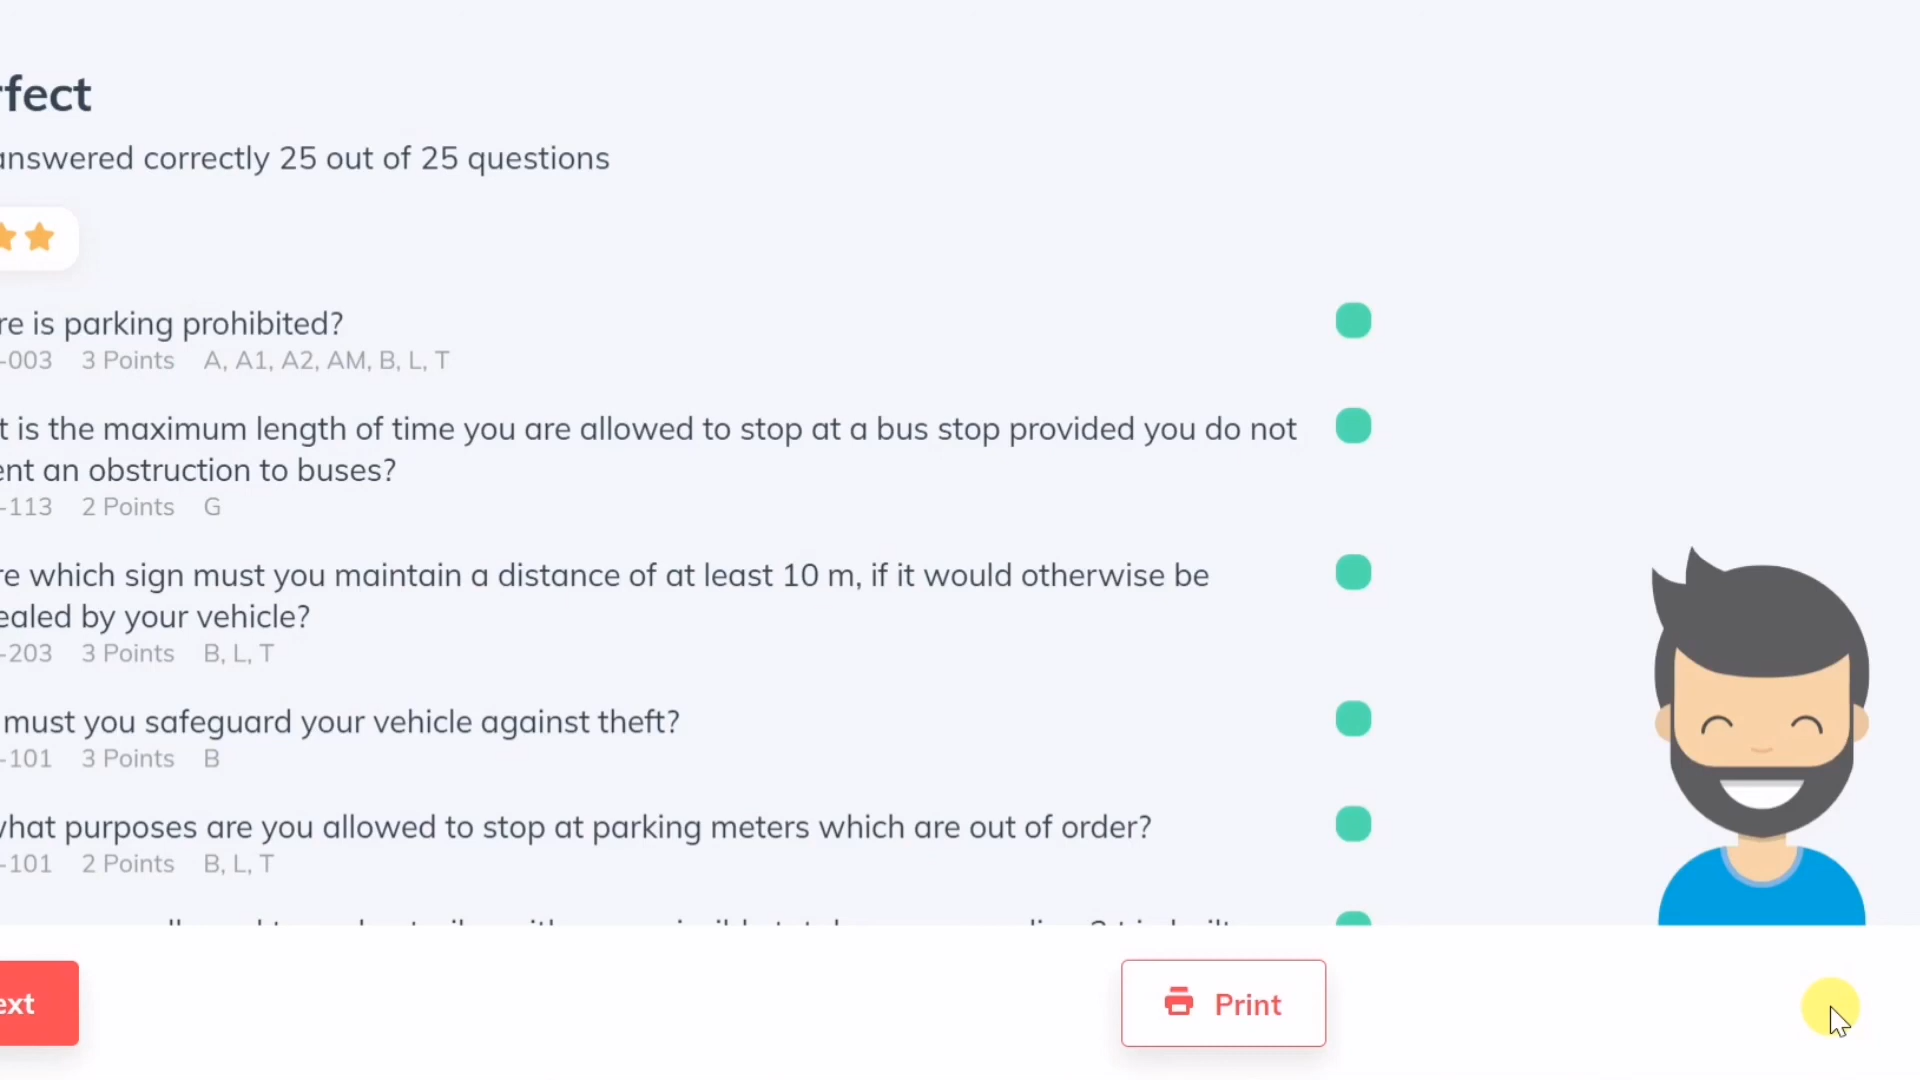 rfect
answered correctly 25 out of 25 questions
re is parking prohibited?
-003 3 Points A, A1, A2, AM, B, L, T
t is the maximum length of time you are allowed to stop at a bus stop provided you do not
ent an obstruction to buses?
-113 2 Points G
re which sign must you maintain a distance of at least 10 m, if it would otherwise be
ealed by your vehicle?
-203 3 Points B, L, T
must you safeguard your vehicle against theft?
-101 3 Points B
what purposes are you allowed to stop at parking meters which are out of order?
-101 2 Points B, L, T
ext
Print